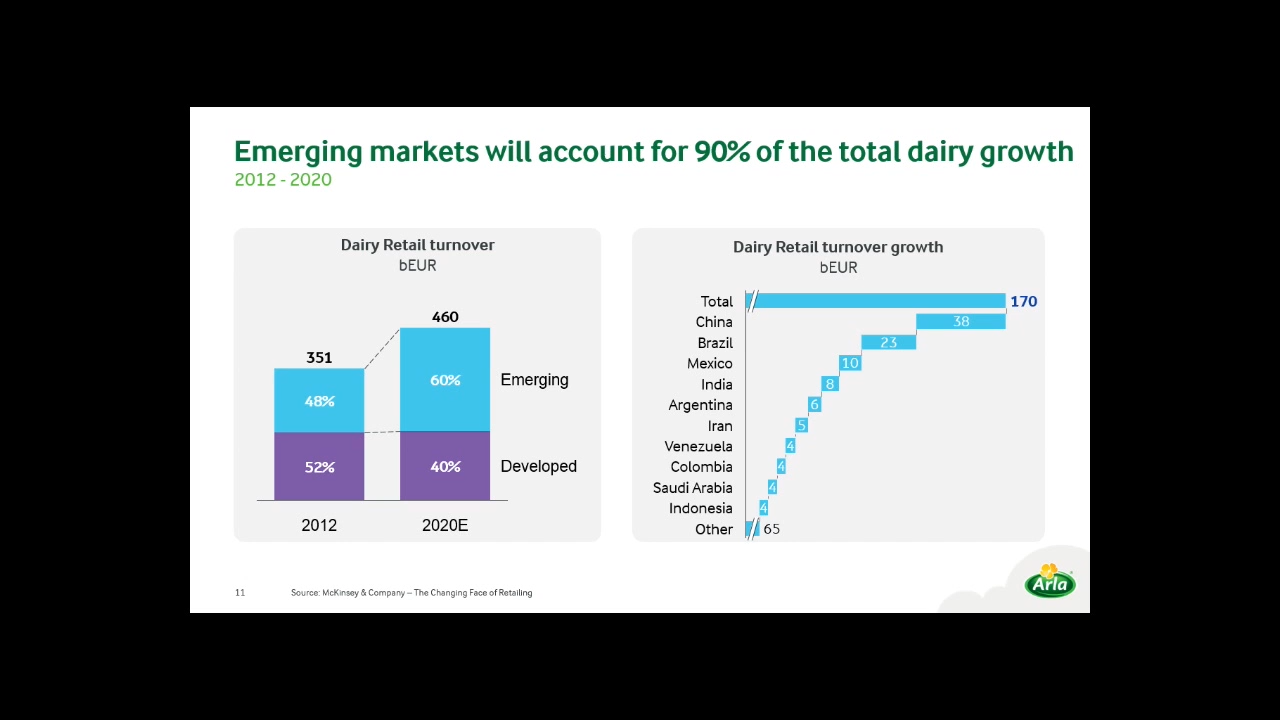 Emerging markets will account for 90% of the total dairy growth
2012 - 2020
Dairy Retail turnover
bEUR
460
351
60%
Emerging
48%
52%
40%
Developed
2012
2020E
Dairy Retail turnover growth
bEUR
Total 170
China 38
Brazil 23
Mexico 10
India 8
Argentina 6
Iran 5
Venezuela 4
Colombia 4
Saudi Arabia 4
Indonesia 4
Other 65
Arla
11 Source: McKinsey & Company – The Changing Face of Retailing